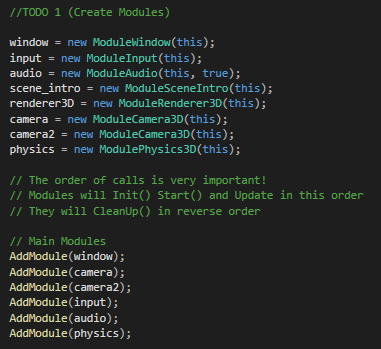 //TODO 1 (Create Modules)
window = new ModuleWindow(this);
input = new ModuleInput(this);
audio = new ModuleAudio(this, true);
scene_intro = new ModuleSceneIntro(this);
renderer3D = new ModuleRenderer3D(this);
camera = new ModuleCamera3D(this);
camera2 = new ModuleCamera3D(this);
physics = new ModulePhysics3D(this);
// The order of calls is very important!
// Modules will Init() Start() and Update in this order
// They will CleanUp() in reverse order
// Main Modules
AddModule(window);
AddModule(camera);
AddModule(camera2);
AddModule(input);
AddModule(audio);
AddModule(physics);